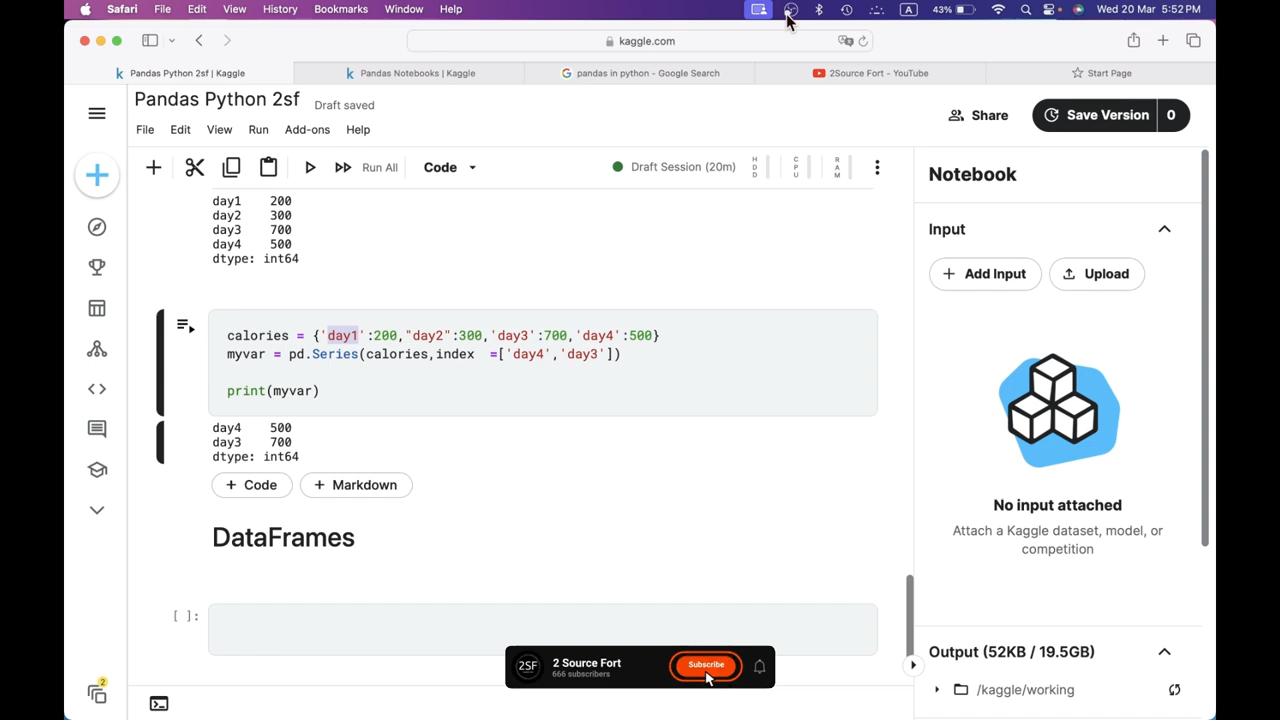 Safari File Edit View History Bookmarks Window Help A 43% Wed 20 Mar 5:52 PM
kaggle.com
Pandas Python 2sf | Kaggle Pandas Notebooks | Kaggle pandas in python - Google Search 2Source Fort - YouTube Start Page
Pandas Python 2sf Draft saved
File Edit View Run Add-ons Help
Share
Save Version 0
Run All Code Draft Session (20m) HDD CPU RAM
day1 200
day2 300
day3 700
day4 500
dtype: int64
calories = {'day1':200,"day2":300,'day3':700,'day4':500}
myvar = pd.Series(calories,index =['day4','day3'])
print(myvar)
day4 500
day3 700
dtype: int64
+ Code + Markdown
DataFrames
[ ]:
Notebook
Input
+ Add Input Upload
No input attached
Attach a Kaggle dataset, model, or
competition
Output (52KB / 19.5GB)
/kaggle/working
2SF 2 Source Fort
666 subscribers
Subscribe
2